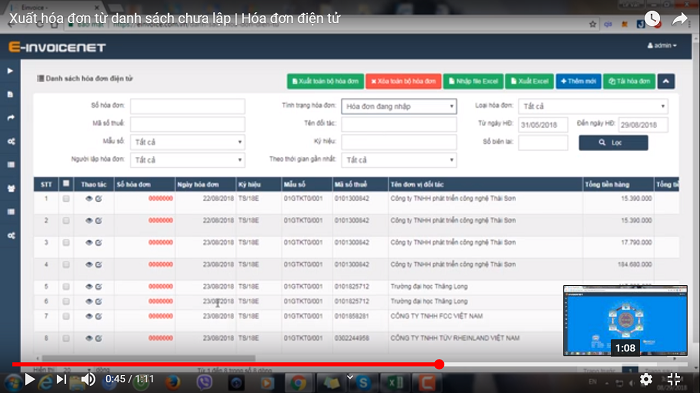 Xuất hóa đơn từ danh sách chưa lập | Hóa đơn điện tử
E-INVOICENET
admin
Danh sách hóa đơn điện tử
Xuất toàn bộ hóa đơn Xóa toàn bộ hóa đơn Nhập file Excel Xuất Excel Thêm mới Tải hóa đơn
Số hóa đơn: Tình trạng hóa đơn: Hóa đơn đang nhập Loại hóa đơn: Tất cả
Mã số thuế: Tên đối tác: Từ ngày HĐ: 31/05/2018 Đến ngày HĐ: 29/08/2018
Mẫu số: Tất cả Ký hiệu: Số biên lai: Lọc
Người lập hóa đơn: Tất cả Theo thời gian gần nhất: Tất cả
STT Thao tác Số hóa đơn Ngày hóa đơn Ký hiệu Mẫu số Mã số thuế Tên đơn vị đối tác Tổng tiền hàng Tổng
1 0000000 22/08/2018 TS/18E 01GTKT0/001 0101300842 Công ty TNHH phát triển công nghệ Thái Sơn 15.390.000
2 0000000 22/08/2018 TS/18E 01GTKT0/001 0101300842 Công ty TNHH phát triển công nghệ Thái Sơn 15.390.000
3 0000000 23/08/2018 TS/18E 01GTKT0/001 0101300842 Công ty TNHH phát triển công nghệ Thái Sơn 17.790.000
4 0000000 23/08/2018 TS/18E 01GTKT0/001 0101300842 Công ty TNHH phát triển công nghệ Thái Sơn 184.680.000
5 0000000 23/08/2018 TS/18E 01GTKT0/001 0101825712 Trường đại học Thăng Long
6 0000000 23/08/2018 TS/18E 01GTKT0/001 0101825712 Trường đại học Thăng Long
7 0000000 23/08/2018 TS/18E 01GTKT0/001 0101858281 CÔNG TY TNHH FCC VIỆT NAM
8 0000000 23/08/2018 TS/18E 01GTKT0/001 0302244958 CÔNG TY TNHH TÜV RHEINLAND VIỆT NAM
1:08
0:45 / 1:11